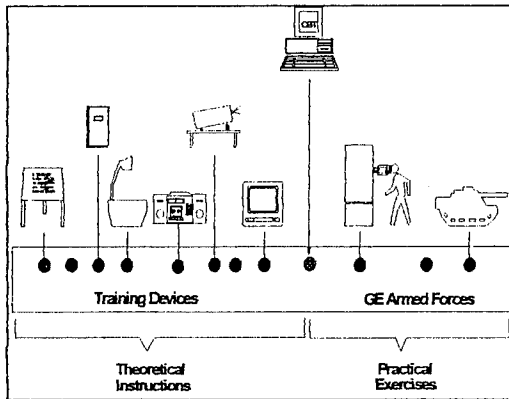 CBT
Training Devices
GE Armed Forces
Theoretical
Instructions
Practical
Exercises